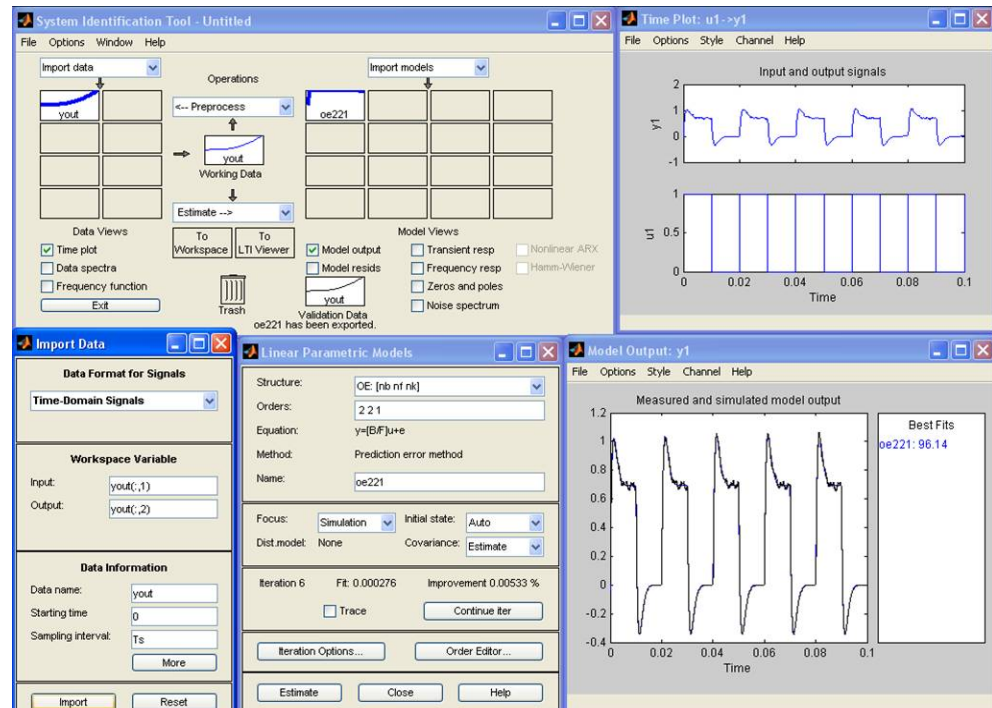 System Identification Tool - Untitled
File Options Window Help
Import data
Operations
Import models
yout
<-- Preprocess
oe221
yout
Working Data
Estimate -->
Data Views
To Workspace
To LTI Viewer
Model Views
Time plot
Data spectra
Frequency function
Exit
Trash
Model output
Model resids
yout
Validation Data
Transient resp
Frequency resp
Zeros and poles
Noise spectrum
Nonlinear ARX
Hamm-Wiener
oe221 has been exported.
Time Plot: u1->y1
File Options Style Channel Help
Input and output signals
2
1
0
-1
y1
0 0.02 0.04 0.06 0.08 0.1
1
0.5
0
u1
0 0.02 0.04 0.06 0.08 0.1
Time
Import Data
Data Format for Signals
Time-Domain Signals
Workspace Variable
Input: yout(:,1)
Output: yout(:,2)
Data Information
Data name: yout
Starting time 0
Sampling interval: Ts
More
Import Reset
Linear Parametric Models
Structure: OE: [nb nf nk]
Orders: 2 2 1
Equation: y=[B/F]u+e
Method: Prediction error method
Name: oe221
Focus: Simulation Initial state: Auto
Dist.model: None Covariance: Estimate
Iteration 6 Fit: 0.000276 Improvement 0.00533 %
Trace Continue iter
Iteration Options... Order Editor...
Estimate Close Help
Model Output: y1
File Options Style Channel Help
Measured and simulated model output
1.2
1
0.8
0.6
0.4
0.2
0
-0.2
-0.4
0 0.02 0.04 0.06 0.08 0.1
Time
Best Fits
oe221: 96.14